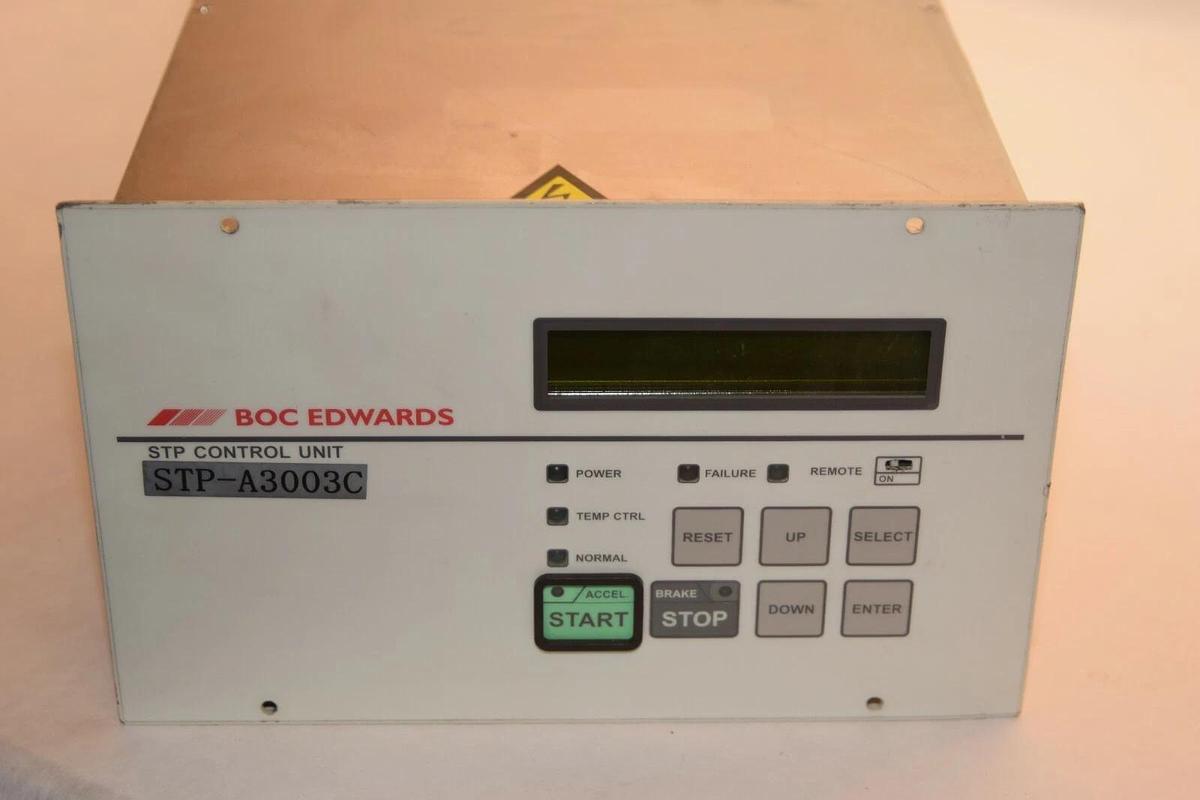 BOC EDWARDS
STP CONTROL UNIT
STP-A3003C
POWER
FAILURE
REMOTE
ON
TEMP CTRL
NORMAL
RESET
UP
SELECT
ACCEL.
START
BRAKE
STOP
DOWN
ENTER